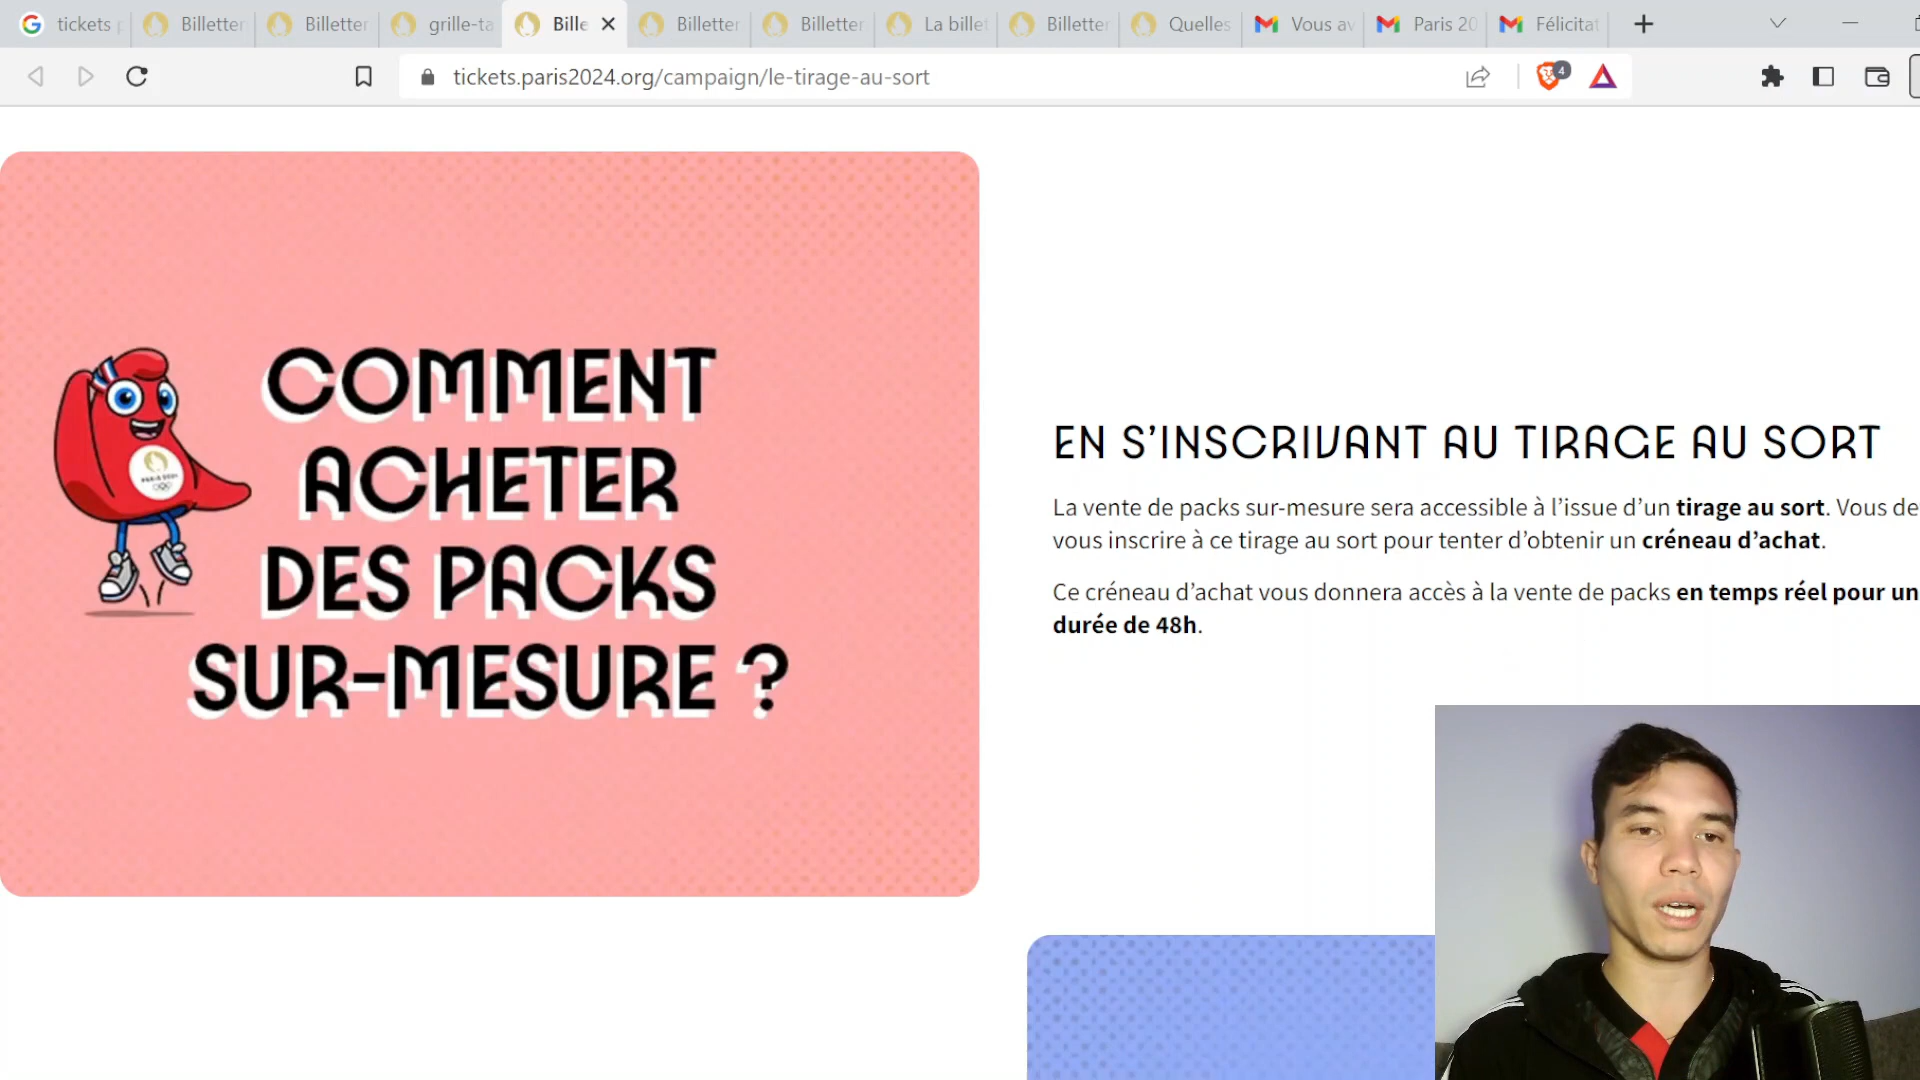 tickets
Billetter
Billetter
grille-ta
Bille
Billetter
Billetter
La billet
Billetter
Quelles
Vous av
Paris 20
Félicitat
tickets.paris2024.org/campaign/le-tirage-au-sort
4
COMMENT
ACHETER
DES PACKS
SUR-MESURE ?
PARIS 2024
EN S'INSCRIVANT AU TIRAGE AU SORT
La vente de packs sur-mesure sera accessible à l'issue d'un tirage au sort. Vous de
vous inscrire à ce tirage au sort pour tenter d'obtenir un créneau d'achat.
Ce créneau d'achat vous donnera accès à la vente de packs en temps réel pour un
durée de 48h.